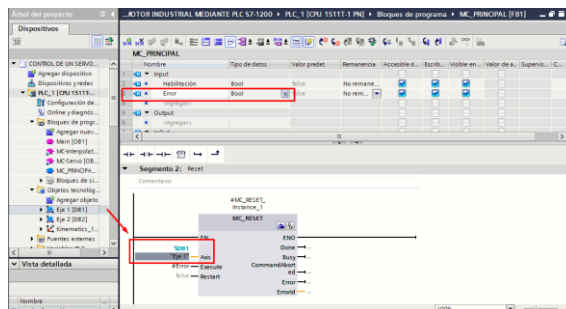 Árbol del proyecto
...OTOR INDUSTRIAL MEDIANTE PLC S7-1200 ▸ PLC_1 [CPU 1511T-1 PN] ▸ Bloques de programa ▸ MC_PRINCIPAL [FB1]
Dispositivos
MC_PRINCIPAL
Nombre Tipo de datos Valor predet. Remanencia Accesible d... Escrib... Visible en ... Valor de a... Supervis... C...
Input
Habilitación Bool false No remane...
Error Bool false No rem...
Output
<Agregar>
CONTROL DE UN SERVO...
Agregar dispositivo
Dispositivos y redes
PLC_1 [CPU 1511T...
Configuración de...
Online y diagnós...
Bloques de progr...
Agregar nuev...
Main [OB1]
MC-Interpolat...
MC-Servo [OB...
MC_PRINCIPA...
Bloques de si...
Objetos tecnológ...
Agregar objeto
Eje 1 [DB1]
Eje 2 [DB2]
Kinematics_1...
Fuentes externas
Vista detallada
Nombre
Segmento 2: Reset
Comentario
#MC_RESET_
Instance_1
MC_RESET
EN ENO
%DB1
"Eje 1" Axis
#Error Execute
false Restart
Done
Busy
CommandAbort
ed
Error
ErrorId
100%